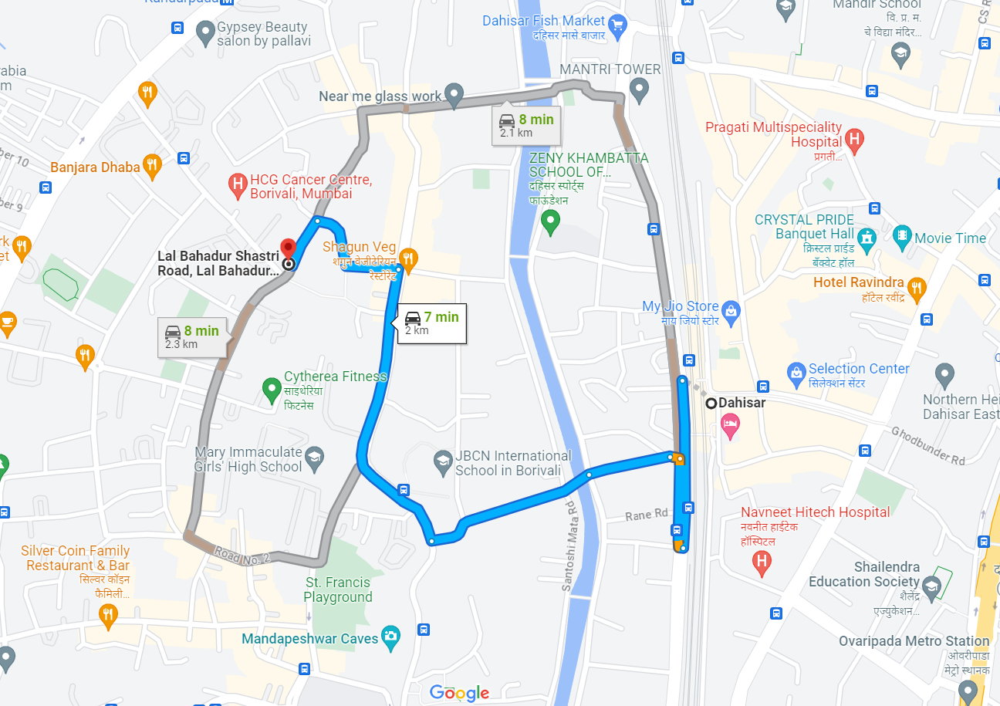 Kandarpada
Gypsey Beauty
salon by pallavi
Dahisar Fish Market
दहिसर मासे बाजार
Mandir School
वि. प्र. म.
चे विद्या मंदिर...
CS R
MANTRI TOWER
Near me glass work
8 min
2.1 km
Pragati Multispeciality
Hospital
प्रगती...
ber 10
Banjara Dhaba
HCG Cancer Centre,
Borivali, Mumbai
ZENY KHAMBATTA
SCHOOL OF...
दहिसर स्पोर्ट्स
फाऊंडेशन
ber 9
CRYSTAL PRIDE
Banquet Hall
क्रिस्टल प्राईड
बँक्वेट हॉल
Movie Time
Shagun Veg
शगुन वेजीटेरियन
रेस्टोरेंट
Lal Bahadur Shastri
Road, Lal Bahadur...
Hotel Ravindra
हॉटेल रवींद्र
My Jio Store
माय जियो स्टोर
7 min
2 km
8 min
2.3 km
Selection Center
सिलेक्शन सेंटर
Cytherea Fitness
साइथेरिया
फिटनेस
Dahisar
Northern Hei
Dahisar East
Ghodbunder Rd
Mary Immaculate
Girls' High School
JBCN International
School in Borivali
Rane Rd
Santoshi Mata Rd
Navneet Hitech Hospital
नवनीत हाईटेक
हॉस्पिटल
Road No. 2
Silver Coin Family
Restaurant & Bar
सिल्वर कॉइन
फैमिली...
St. Francis
Playground
Shailendra
Education Society
शैलेंद्र
एज्युकेशन...
Mandapeshwar Caves
Ovaripada Metro Station
ओवरीपाडा
मेट्रो स्थानक
Google